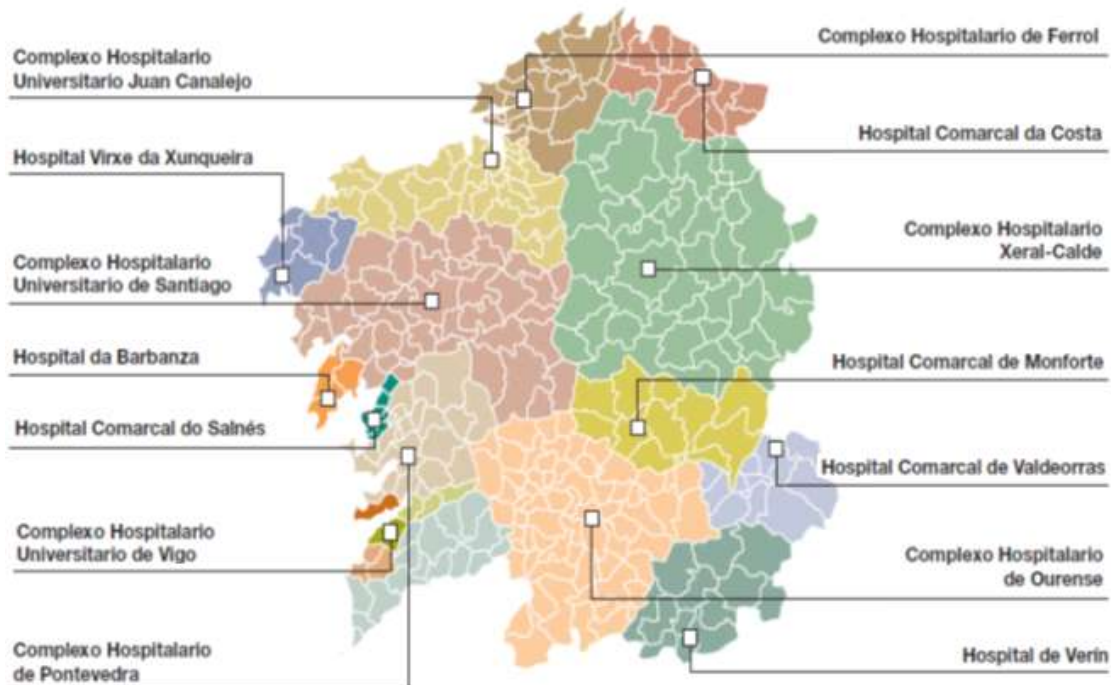 Complexo Hospitalario
Universitario Juan Canalejo
Hospital Virxe da Xunqueira
Complexo Hospitalario
Universitario de Santiago
Hospital da Barbanza
Hospital Comarcal do Salnés
Complexo Hospitalario
Universitario de Vigo
Complexo Hospitalario
de Pontevedra
Complexo Hospitalario de Ferrol
Hospital Comarcal da Costa
Complexo Hospitalario
Xeral-Calde
Hospital Comarcal de Monforte
Hospital Comarcal de Valdeorras
Complexo Hospitalario
de Ourense
Hospital de Verín